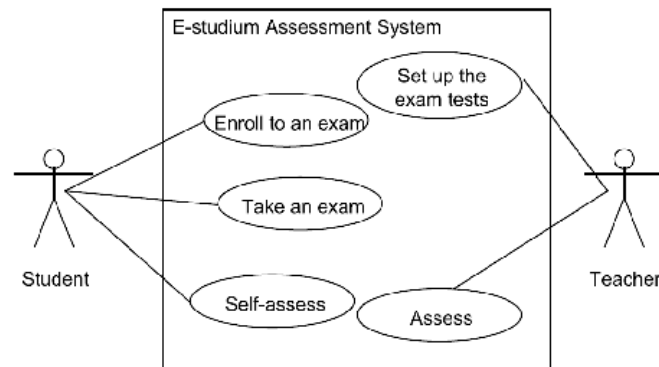 E-studium Assessment System
Set up the
exam tests
Enroll to an exam
Take an exam
Student
Teacher
Self-assess
Assess